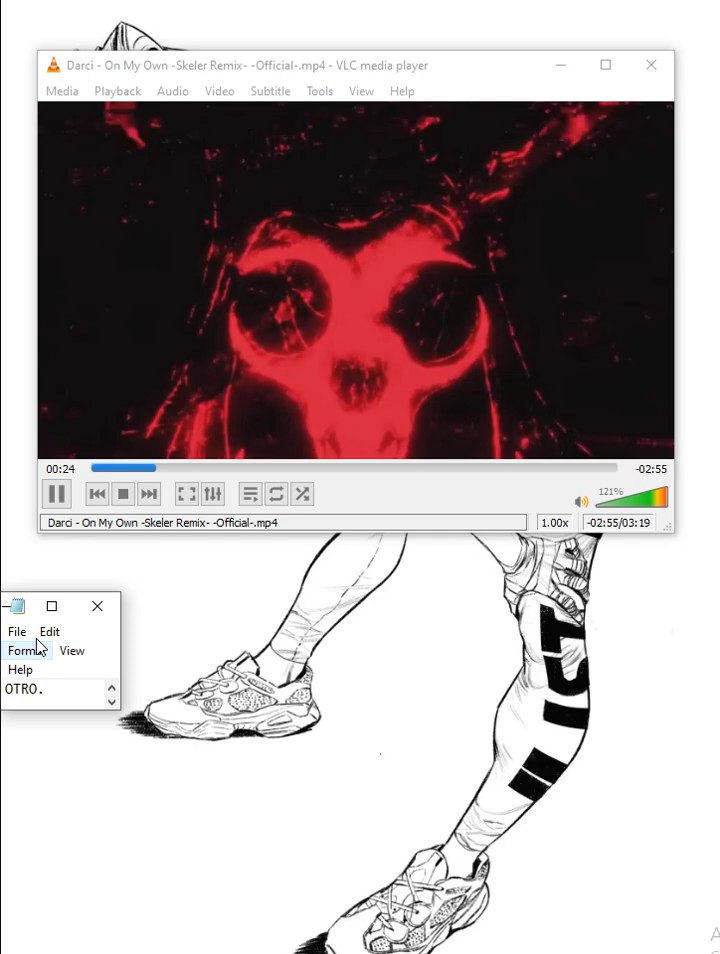 Darci - On My Own -Skeler Remix- -Official-.mp4 - VLC media player
Media Playback Audio Video Subtitle Tools View Help
00:24 -02:55
121%
Darci - On My Own -Skeler Remix- -Official-.mp4 1.00x -02:55/03:19
File Edit
Format View
Help
OTRO.